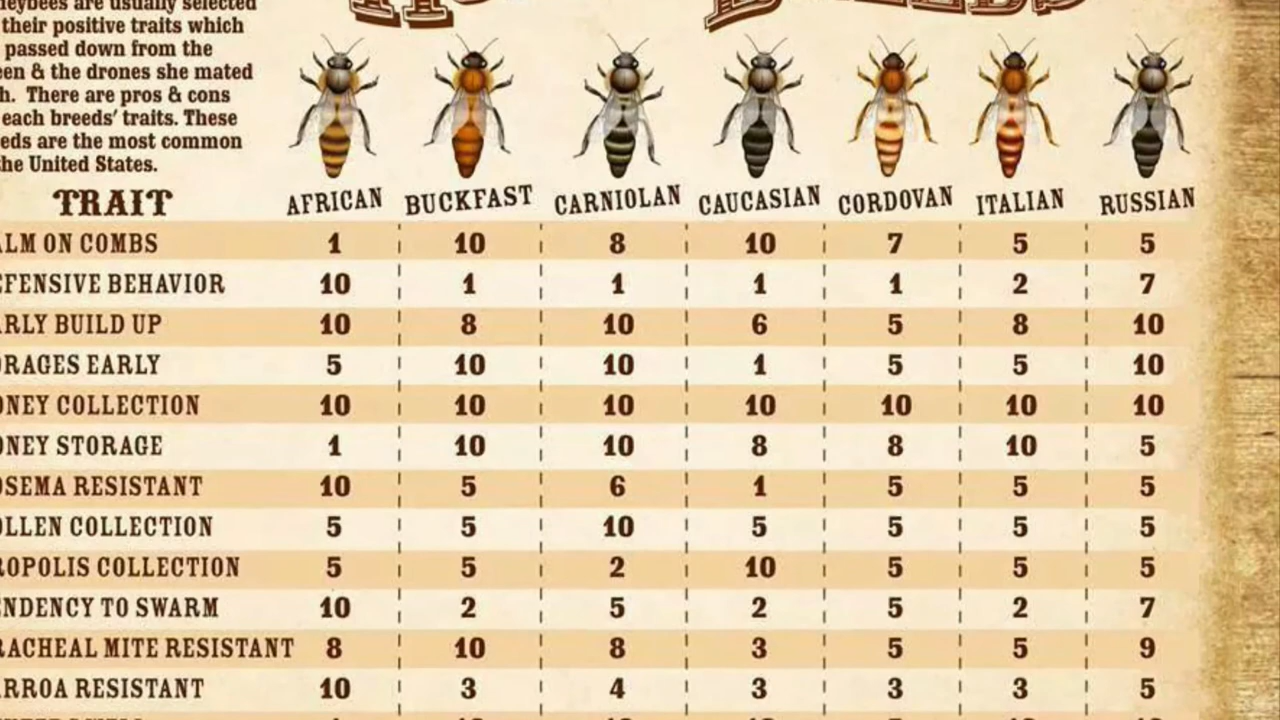 neybees are usually selected
their positive traits which
passed down from the
en & the drones she mated
h. There are pros & cons
each breeds' traits. These
eds are the most common
the United States.
TRAIT AFRICAN BUCKFAST CARNIOLAN CAUCASIAN CORDOVAN ITALIAN RUSSIAN
ALM ON COMBS 1 10 8 10 7 5 5
EFENSIVE BEHAVIOR 10 1 1 1 1 2 7
ARLY BUILD UP 10 8 10 6 5 8 10
ORAGES EARLY 5 10 10 1 5 5 10
ONEY COLLECTION 10 10 10 10 10 10 10
ONEY STORAGE 1 10 10 8 8 10 5
OSEMA RESISTANT 10 5 6 1 5 5 5
OLLEN COLLECTION 5 5 10 5 5 5 5
ROPOLIS COLLECTION 5 5 2 10 5 5 5
ENDENCY TO SWARM 10 2 5 2 5 2 7
RACHEAL MITE RESISTANT 8 10 8 3 5 5 9
ARROA RESISTANT 10 3 4 3 3 3 5